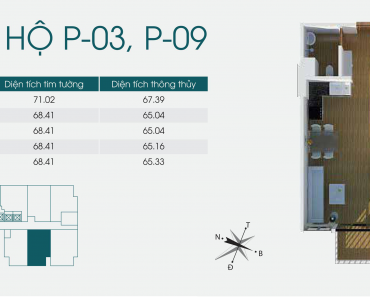 HỘ P-03, P-09
Diện tích tim tường Diện tích thông thủy
71.02 67.39
68.41 65.04
68.41 65.04
68.41 65.16
68.41 65.33
T
N
B
Đ